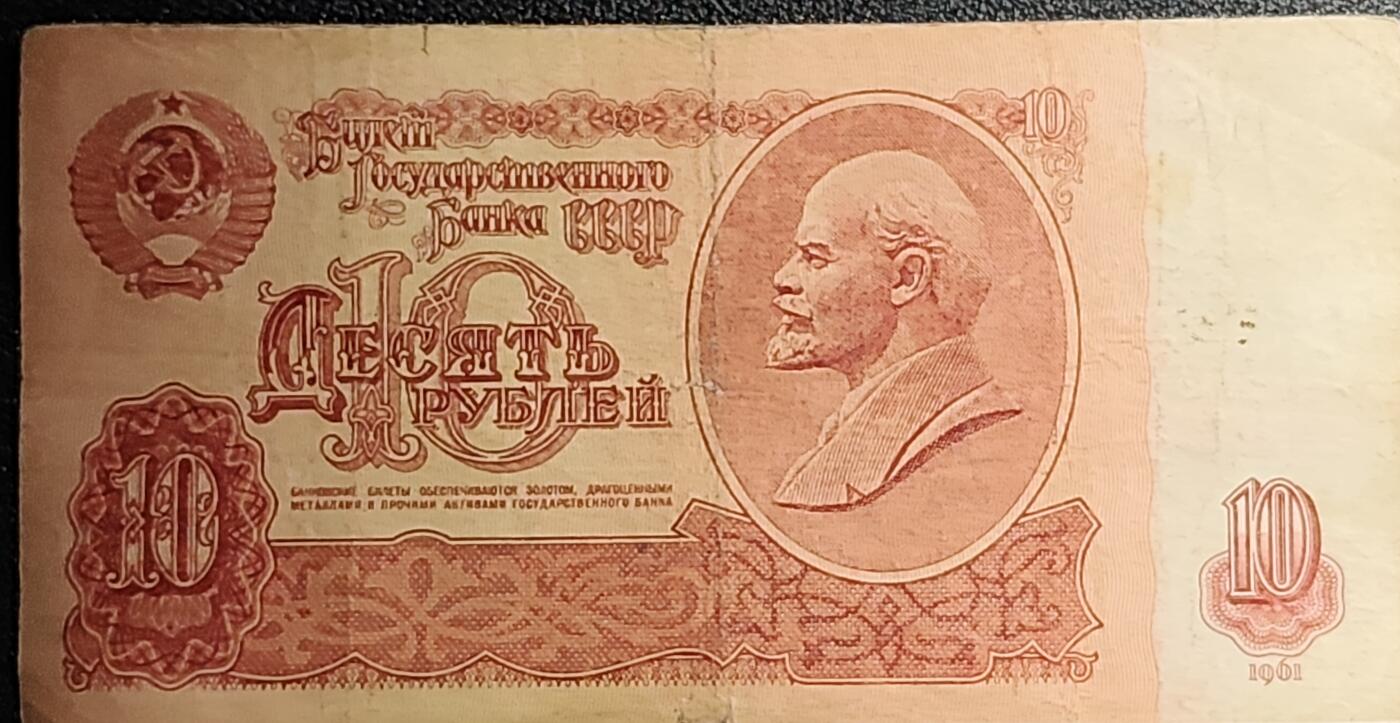 Билет
Государственного
Банка СССР
10
10
Десять
рублей
Банковские билеты обеспечиваются золотом, драгоценными
металлами и прочими активами Государственного банка
10
10
1961